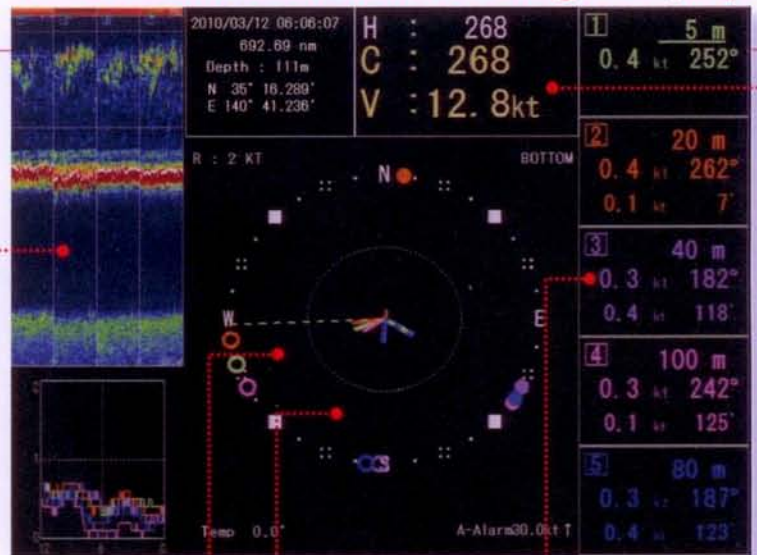 2010/03/12 06:06:07
692.69 nm
Depth : 111m
N 35° 16.289'
E 140° 41.236'
H : 268
C : 268
V : 12.8kt
R : 2 KT
BOTTOM
N
W
E
S
Temp 0.0°
A-Alarm30.0kt↑
1 5 m
0.4 kt 252°
2 20 m
0.4 kt 262°
0.1 kt 7°
3 40 m
0.3 kt 182°
0.4 kt 118°
4 100 m
0.3 kt 242°
0.1 kt 125°
5 80 m
0.3 kt 187°
0.4 kt 123°